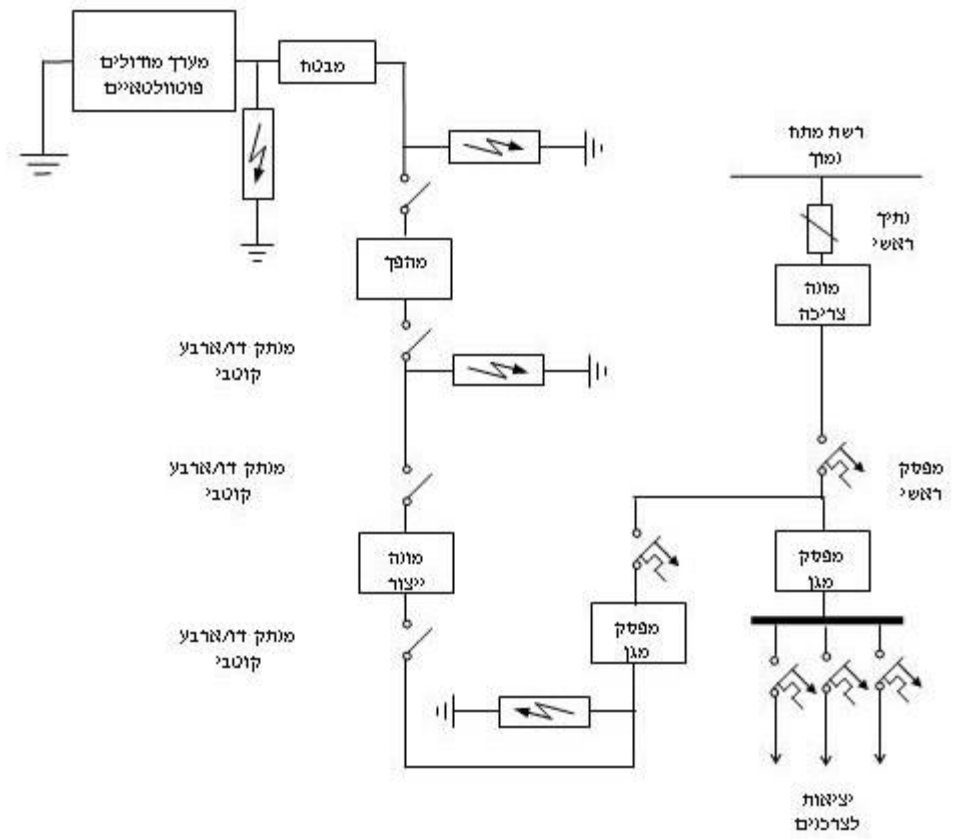 מערך מודולים
פוטוולטאיים
מבטח
רשת מתח
נמוך
נתיך
ראשי
מהפך
מונה
צריכה
מנתק דו/ארבע
קוטבי
מנתק דו/ארבע
קוטבי
מפסק
ראשי
מונה
ייצור
מפסק
מגן
מפסק
מגן
מנתק דו/ארבע
קוטבי
יציאות
לצרכנים